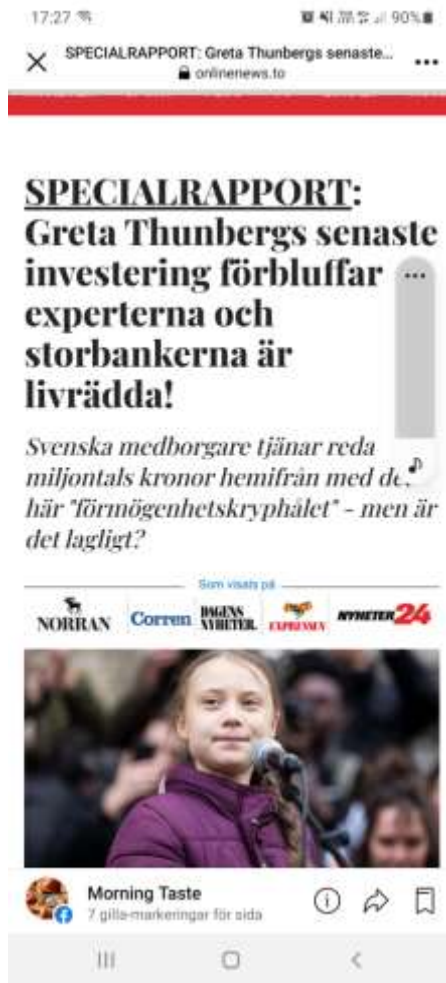 17:27
90%
SPECIALRAPPORT: Greta Thunbergs senaste...
onlinenews.to
SPECIALRAPPORT:
Greta Thunbergs senaste
investering förbluffar
experterna och
storbankerna är
livrädda!
Svenska medborgare tjänar reda
miljontals kronor hemifrån med de
här "förmögenhetskryphålet" - men är
det lagligt?
Som visats på
NORRAN
Corren
DAGENS
NYHETER.
EXPRESSEN
NYHETER24
Morning Taste
7 gilla-markeringar för sida